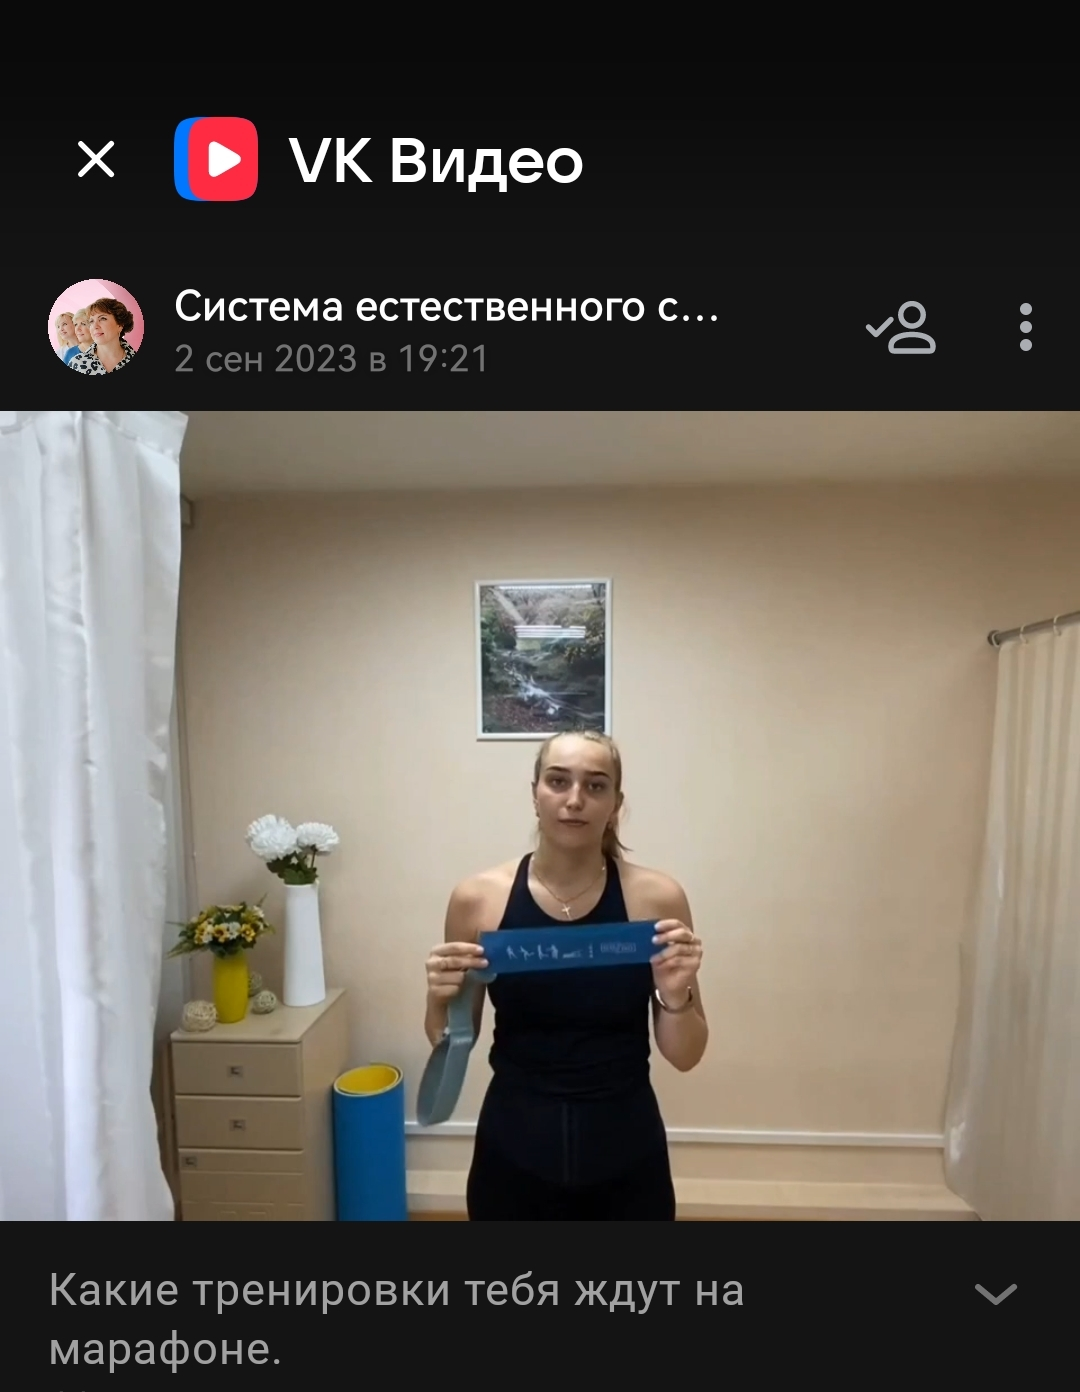 VK Видео
Система естественного с...
2 сен 2023 в 19:21
Какие тренировки тебя ждут на
марафоне.